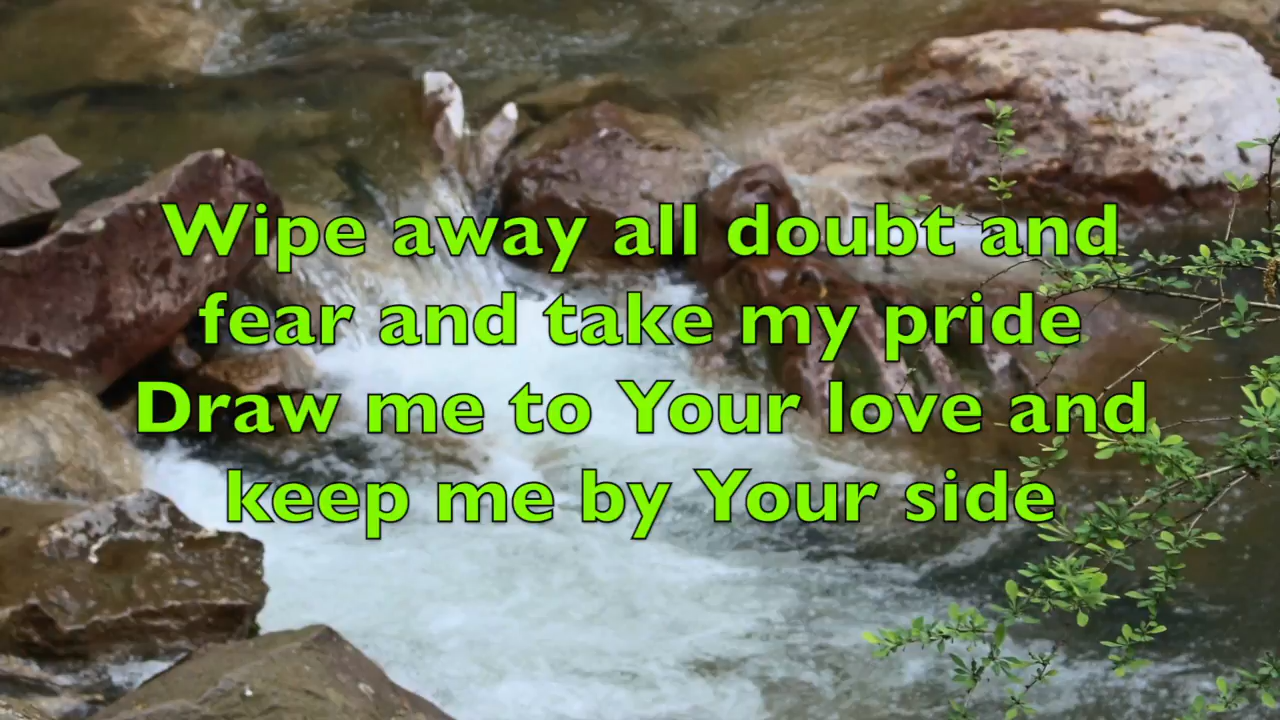 Wipe away all doubt and
fear and take my pride
Draw me to Your love and
keep me by Your side